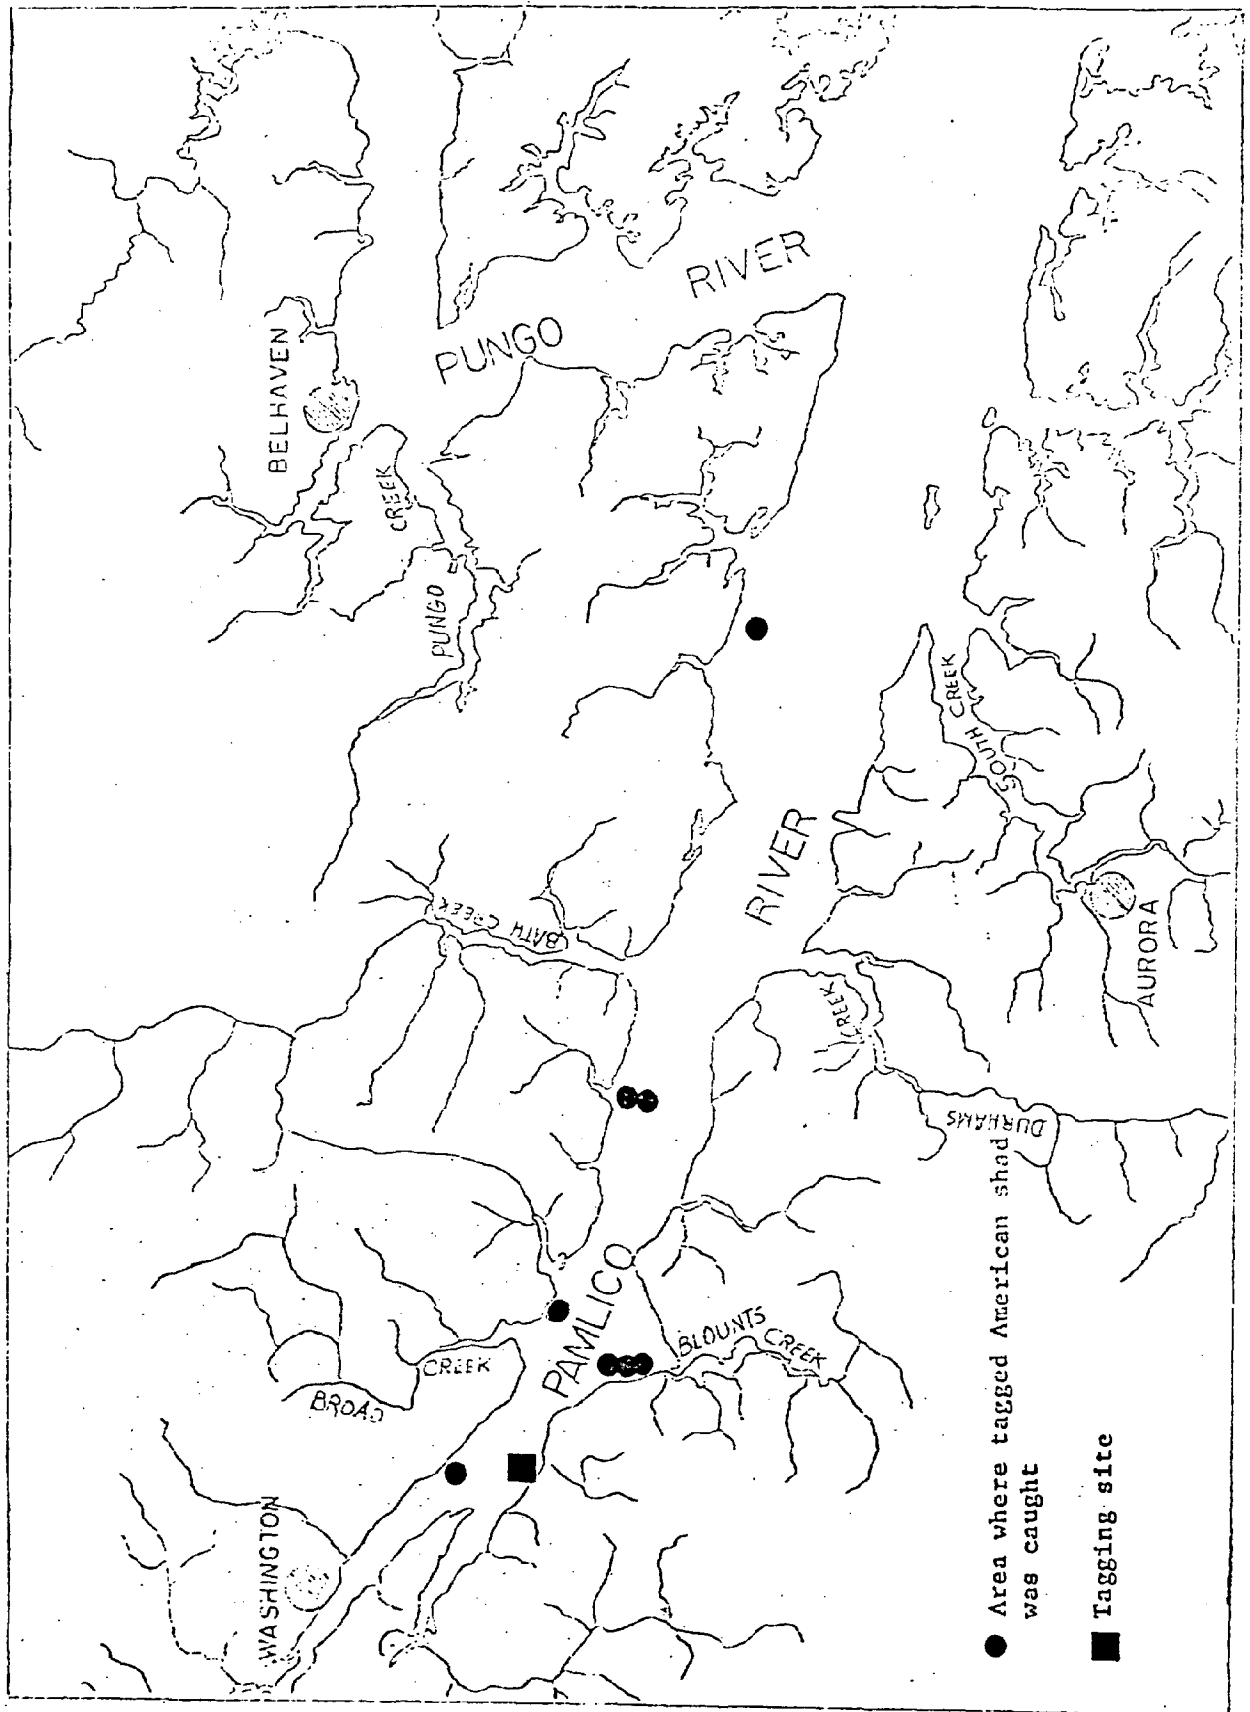 WASHINGTON
BROAD
CREEK
PAMLICO
RIVER
BLOUNTS
CREEK
BATH CREEK
DURHAMS
CREEK
AURORA
SOUTH CREEK
PUNGO
CREEK
BELHAVEN
PUNGO
RIVER
● Area where tagged American shad
was caught
■ Tagging site